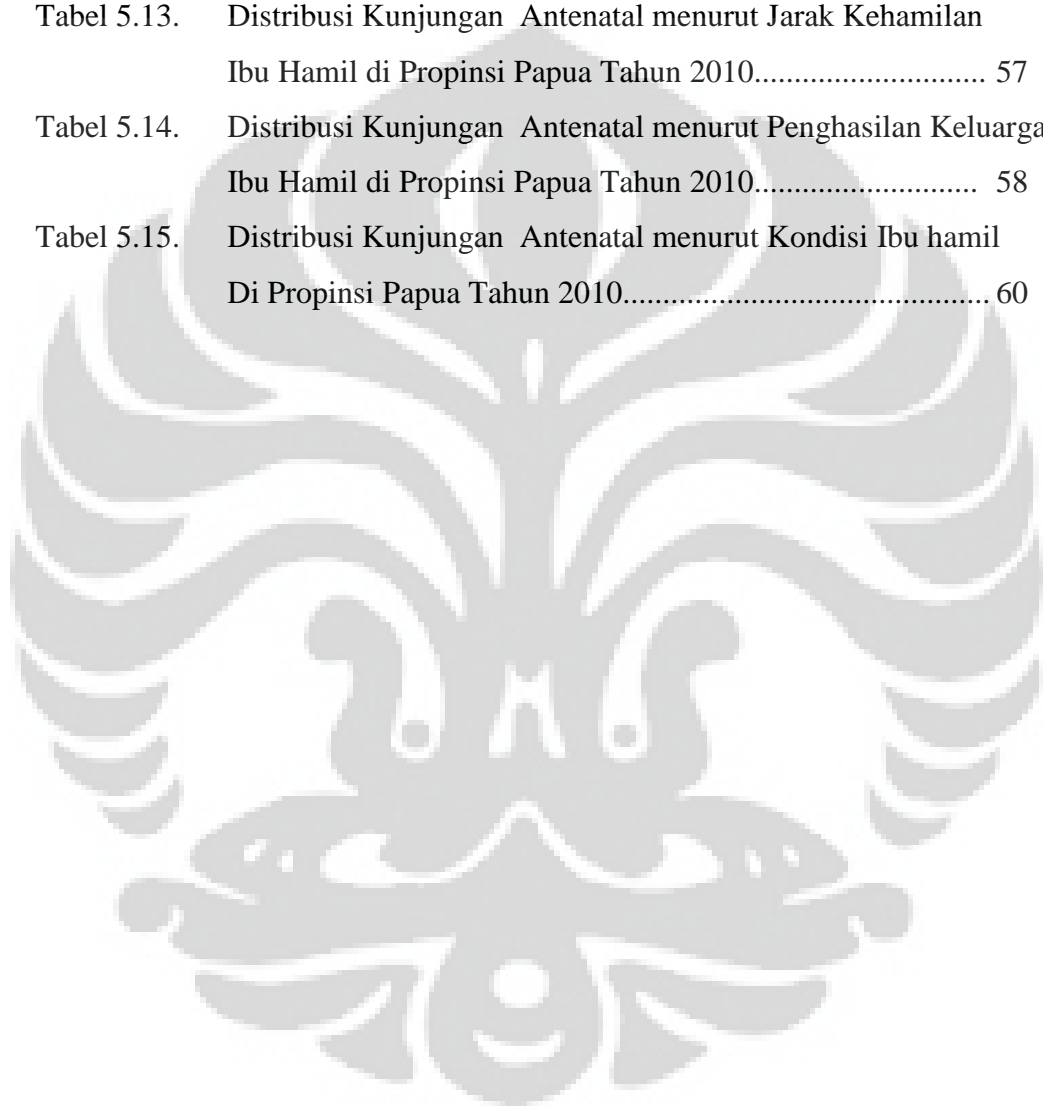 Tabel 5.13. Distribusi Kunjungan Antenatal menurut Jarak Kehamilan
Ibu Hamil di Propinsi Papua Tahun 2010............................. 57
Tabel 5.14. Distribusi Kunjungan Antenatal menurut Penghasilan Keluarga
Ibu Hamil di Propinsi Papua Tahun 2010............................ 58
Tabel 5.15. Distribusi Kunjungan Antenatal menurut Kondisi Ibu hamil
Di Propinsi Papua Tahun 2010.............................................. 60